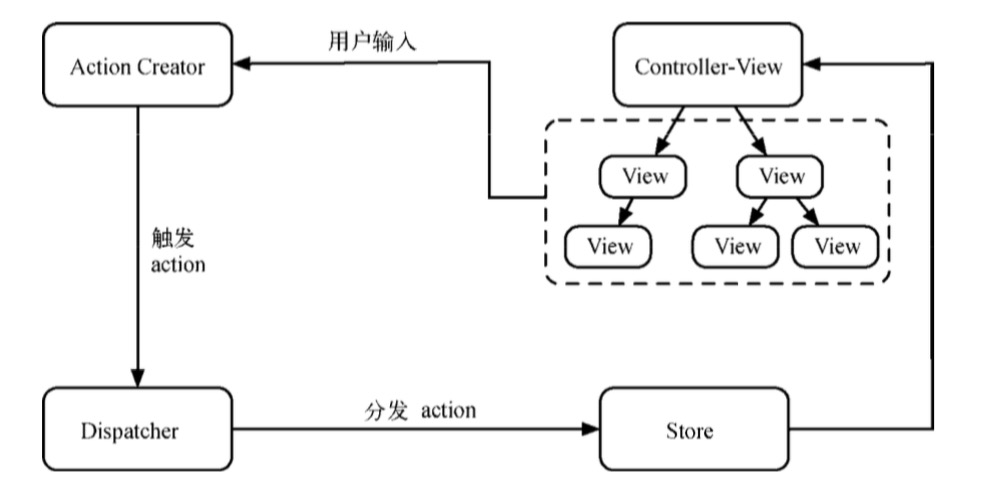 用户输入
Action Creator
Controller-View
View
View
View
View
View
触发
action
分发 action
Dispatcher
Store